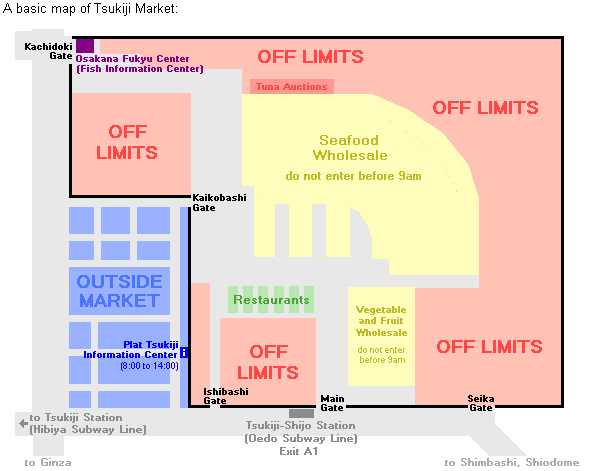 A basic map of Tsukiji Market:
Kachidoki
Gate
Osakana Fukyu Center
(Fish Information Center)
OFF LIMITS
Tuna Auctions
OFF LIMITS
OFF
LIMITS
Seafood
Wholesale
do not enter before 9am
Kaikobashi
Gate
OUTSIDE
MARKET
Restaurants
Vegetable
and Fruit
Wholesale
do not enter
before 9am
Plat Tsukiji
Information Center
(8:00 to 14:00)
i
OFF
LIMITS
OFF LIMITS
Ishibashi
Gate
Main
Gate
Seika
Gate
to Tsukiji Station
(Hibiya Subway Line)
Tsukiji-Shijo Station
(Oedo Subway Line)
Exit A1
to Ginza
to Shimbashi, Shiodome